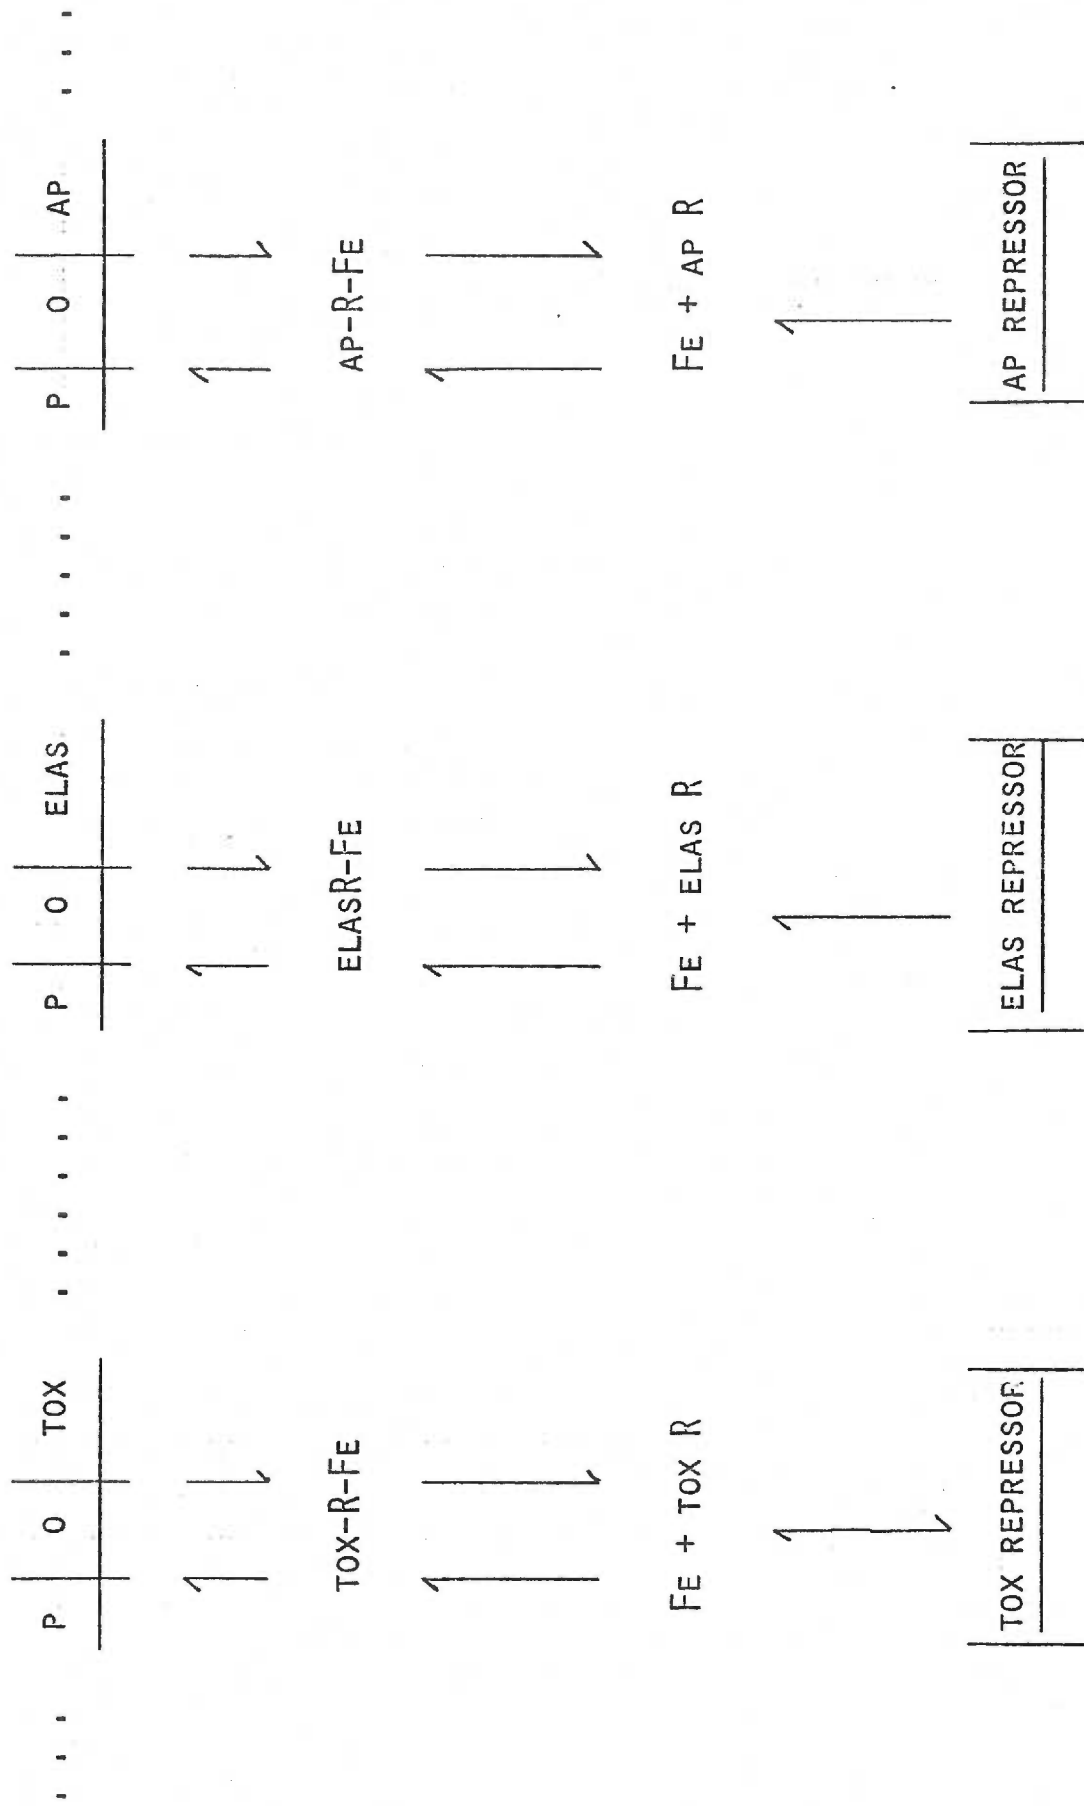 P O TOX
P O ELAS
P O AP
TOX-R-FE
ELASR-FE
AP-R-FE
FE + TOX R
FE + ELAS R
FE + AP R
TOX REPRESSOR
ELAS REPRESSOR
AP REPRESSOR